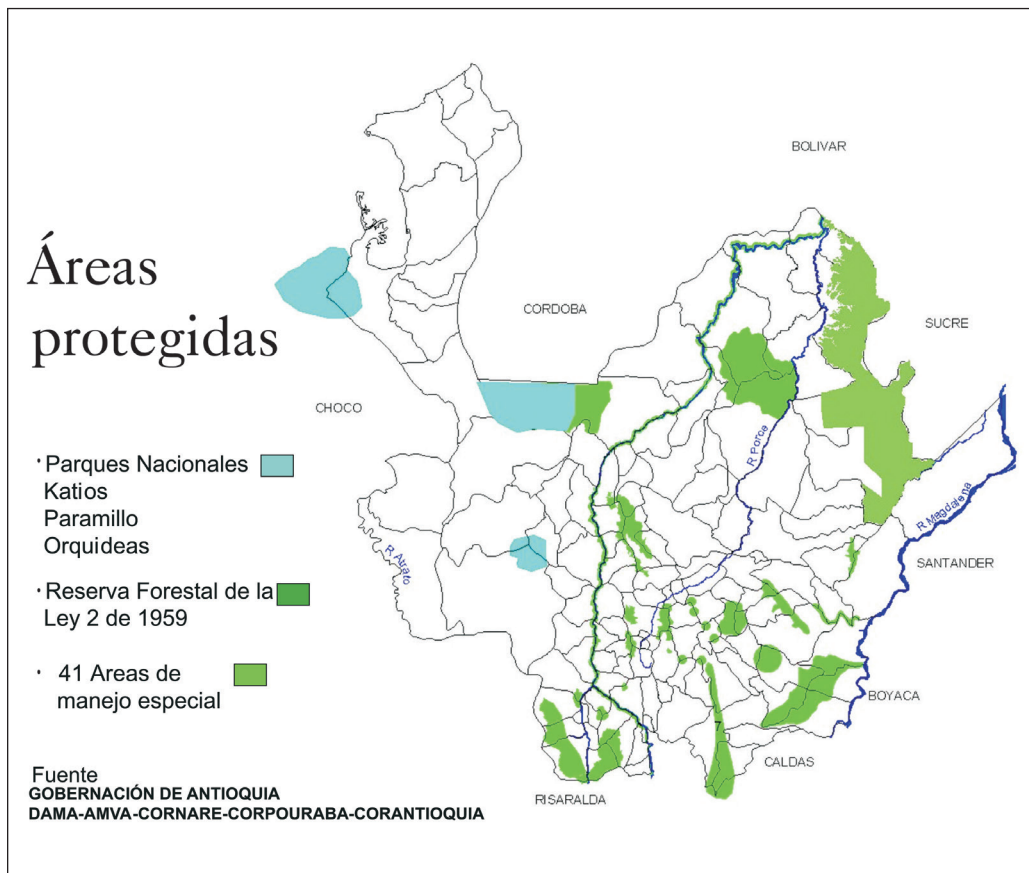 Áreas
protegidas
· Parques Nacionales
Katios
Paramillo
Orquideas
· Reserva Forestal de la
Ley 2 de 1959
· 41 Areas de
manejo especial
Fuente
GOBERNACIÓN DE ANTIOQUIA
DAMA-AMVA-CORNARE-CORPOURABA-CORANTIOQUIA
BOLIVAR
CORDOBA
SUCRE
CHOCO
R Porce
R Magdalena
R Atrato
SANTANDER
BOYACA
7
CALDAS
RISARALDA